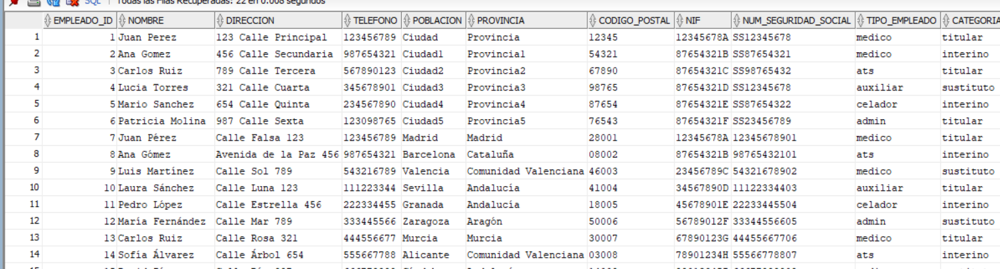 SQL | Todas las Filas Recuperadas: 22 en 0.008 segundos
EMPLEADO_ID NOMBRE DIRECCION TELEFONO POBLACION PROVINCIA CODIGO_POSTAL NIF NUM_SEGURIDAD_SOCIAL TIPO_EMPLEADO CATEGORIA
1 1 Juan Perez 123 Calle Principal 123456789 Ciudad Provincia 12345 12345678A SS12345678 medico titular
2 2 Ana Gomez 456 Calle Secundaria 987654321 Ciudad1 Provincia1 54321 87654321B SS87654321 medico interino
3 3 Carlos Ruiz 789 Calle Tercera 567890123 Ciudad2 Provincia2 67890 87654321C SS98765432 ats titular
4 4 Lucia Torres 321 Calle Cuarta 345678901 Ciudad3 Provincia3 98765 87654321D SS12345678 auxiliar sustituto
5 5 Mario Sanchez 654 Calle Quinta 234567890 Ciudad4 Provincia4 87654 87654321E SS87654322 celador interino
6 6 Patricia Molina 987 Calle Sexta 123098765 Ciudad5 Provincia5 76543 87654321F SS23456789 admin titular
7 7 Juan Pérez Calle Falsa 123 123456789 Madrid Madrid 28001 12345678A 12345678901 medico titular
8 8 Ana Gómez Avenida de la Paz 456 987654321 Barcelona Cataluña 08002 87654321B 98765432101 ats interino
9 9 Luis Martínez Calle Sol 789 543216789 Valencia Comunidad Valenciana 46003 23456789C 54321678902 medico sustituto
10 10 Laura Sánchez Calle Luna 123 111223344 Sevilla Andalucía 41004 34567890D 11122334403 auxiliar titular
11 11 Pedro López Calle Estrella 456 222334455 Granada Andalucía 18005 45678901E 22233445504 celador interino
12 12 María Fernández Calle Mar 789 333445566 Zaragoza Aragón 50006 56789012F 33344556605 admin sustituto
13 13 Carlos Ruiz Calle Rosa 321 444556677 Murcia Murcia 30007 67890123G 44455667706 medico titular
14 14 Sofía Álvarez Calle Árbol 654 555667788 Alicante Comunidad Valenciana 03008 78901234H 55566778807 ats interino